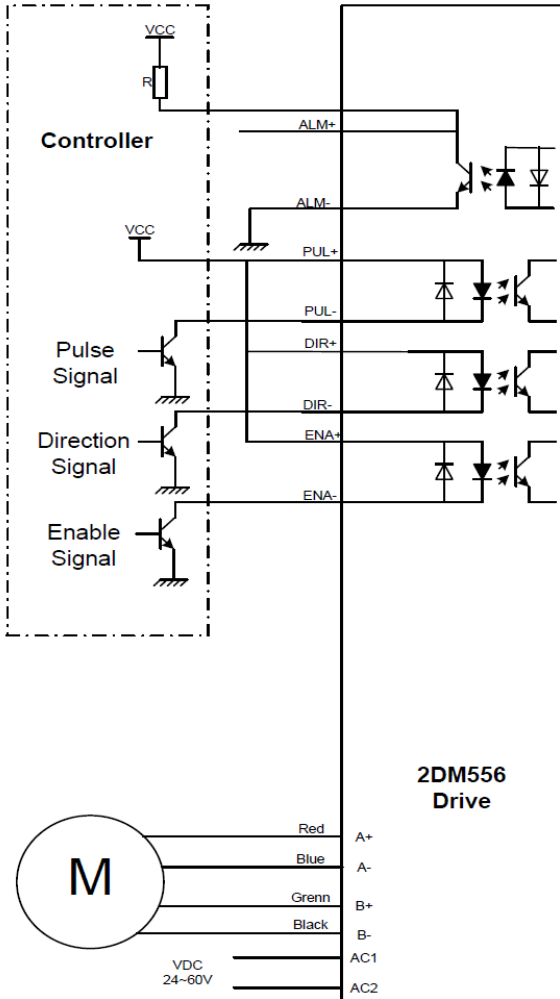 VCC
R
Controller
ALM+
ALM-
VCC
PUL+
PUL-
Pulse
Signal
DIR+
DIR-
Direction
Signal
ENA+
ENA-
Enable
Signal
2DM556
Drive
M
Red
A+
Blue
A-
Grenn
B+
Black
B-
VDC
24~60V
AC1
AC2